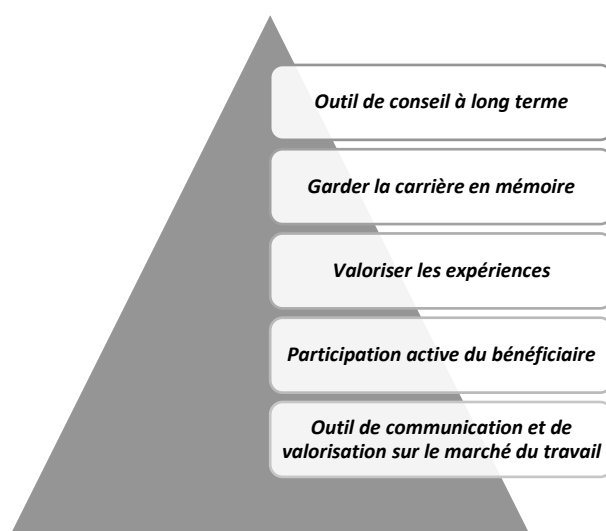 Outil de conseil à long terme
Garder la carrière en mémoire
Valoriser les expériences
Participation active du bénéficiaire
Outil de communication et de
valorisation sur le marché du travail